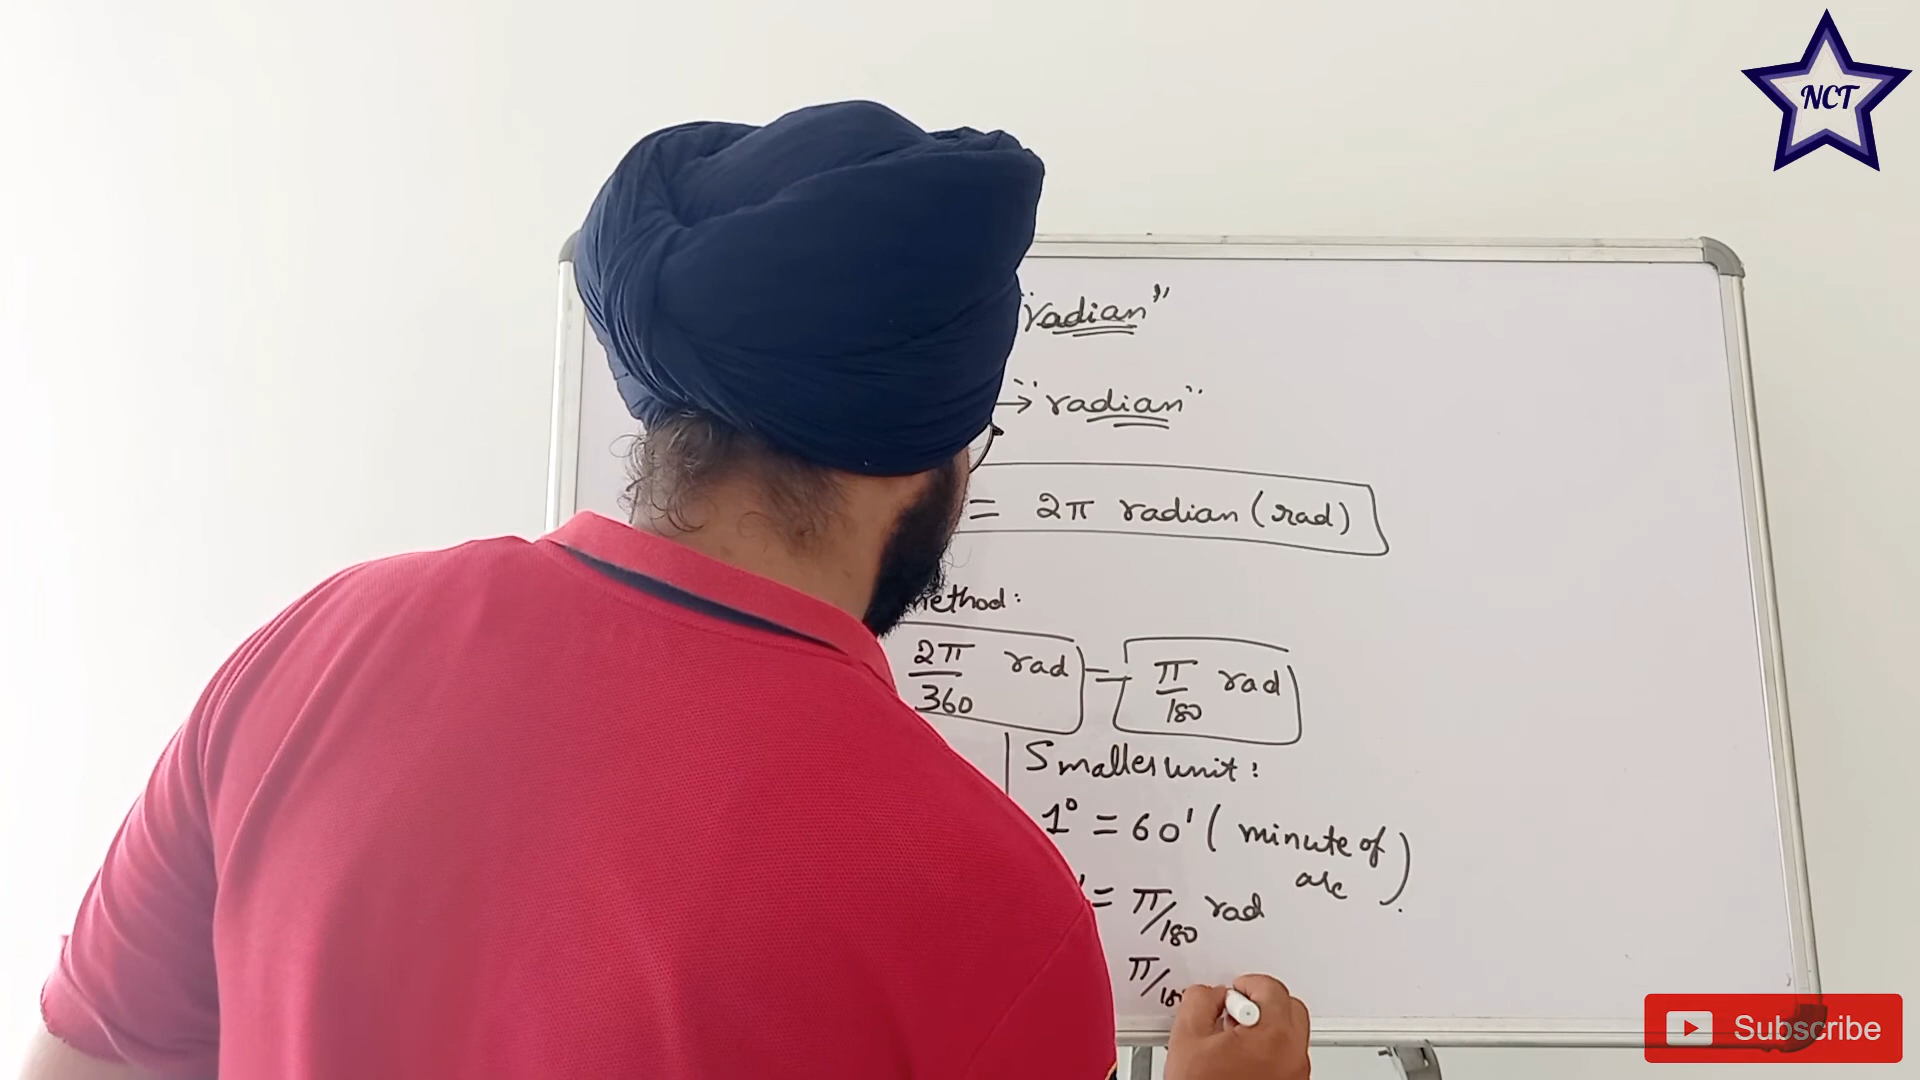 NCT
"radian"
→ "radian"
= 2π radian (rad)
method:
2π/360 rad = π/180 rad
Smaller unit:
1° = 60' ( minute of arc )
' = π/180 rad
π/
Subscribe